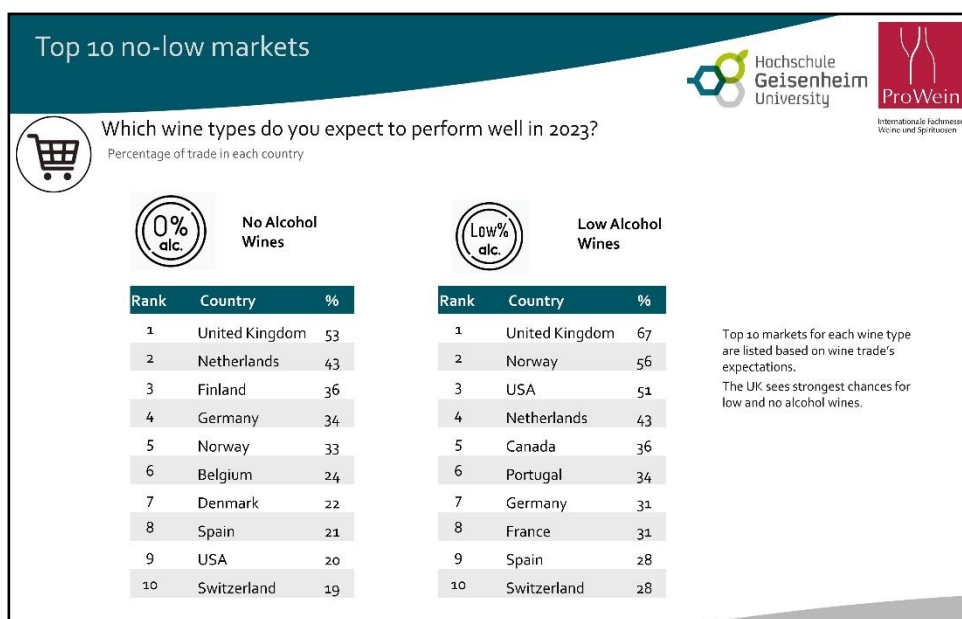 Top 10 no-low markets
Hochschule
Geisenheim
University
ProWein
Internationale Fachmesse
Weine und Spirituosen
Which wine types do you expect to perform well in 2023?
Percentage of trade in each country
0%
alc.
No Alcohol
Wines
Low%
alc.
Low Alcohol
Wines
Rank Country %
1 United Kingdom 53
2 Netherlands 43
3 Finland 36
4 Germany 34
5 Norway 33
6 Belgium 24
7 Denmark 22
8 Spain 21
9 USA 20
10 Switzerland 19
Rank Country %
1 United Kingdom 67
2 Norway 56
3 USA 51
4 Netherlands 43
5 Canada 36
6 Portugal 34
7 Germany 31
8 France 31
9 Spain 28
10 Switzerland 28
Top 10 markets for each wine type
are listed based on wine trade's
expectations.
The UK sees strongest chances for
low and no alcohol wines.